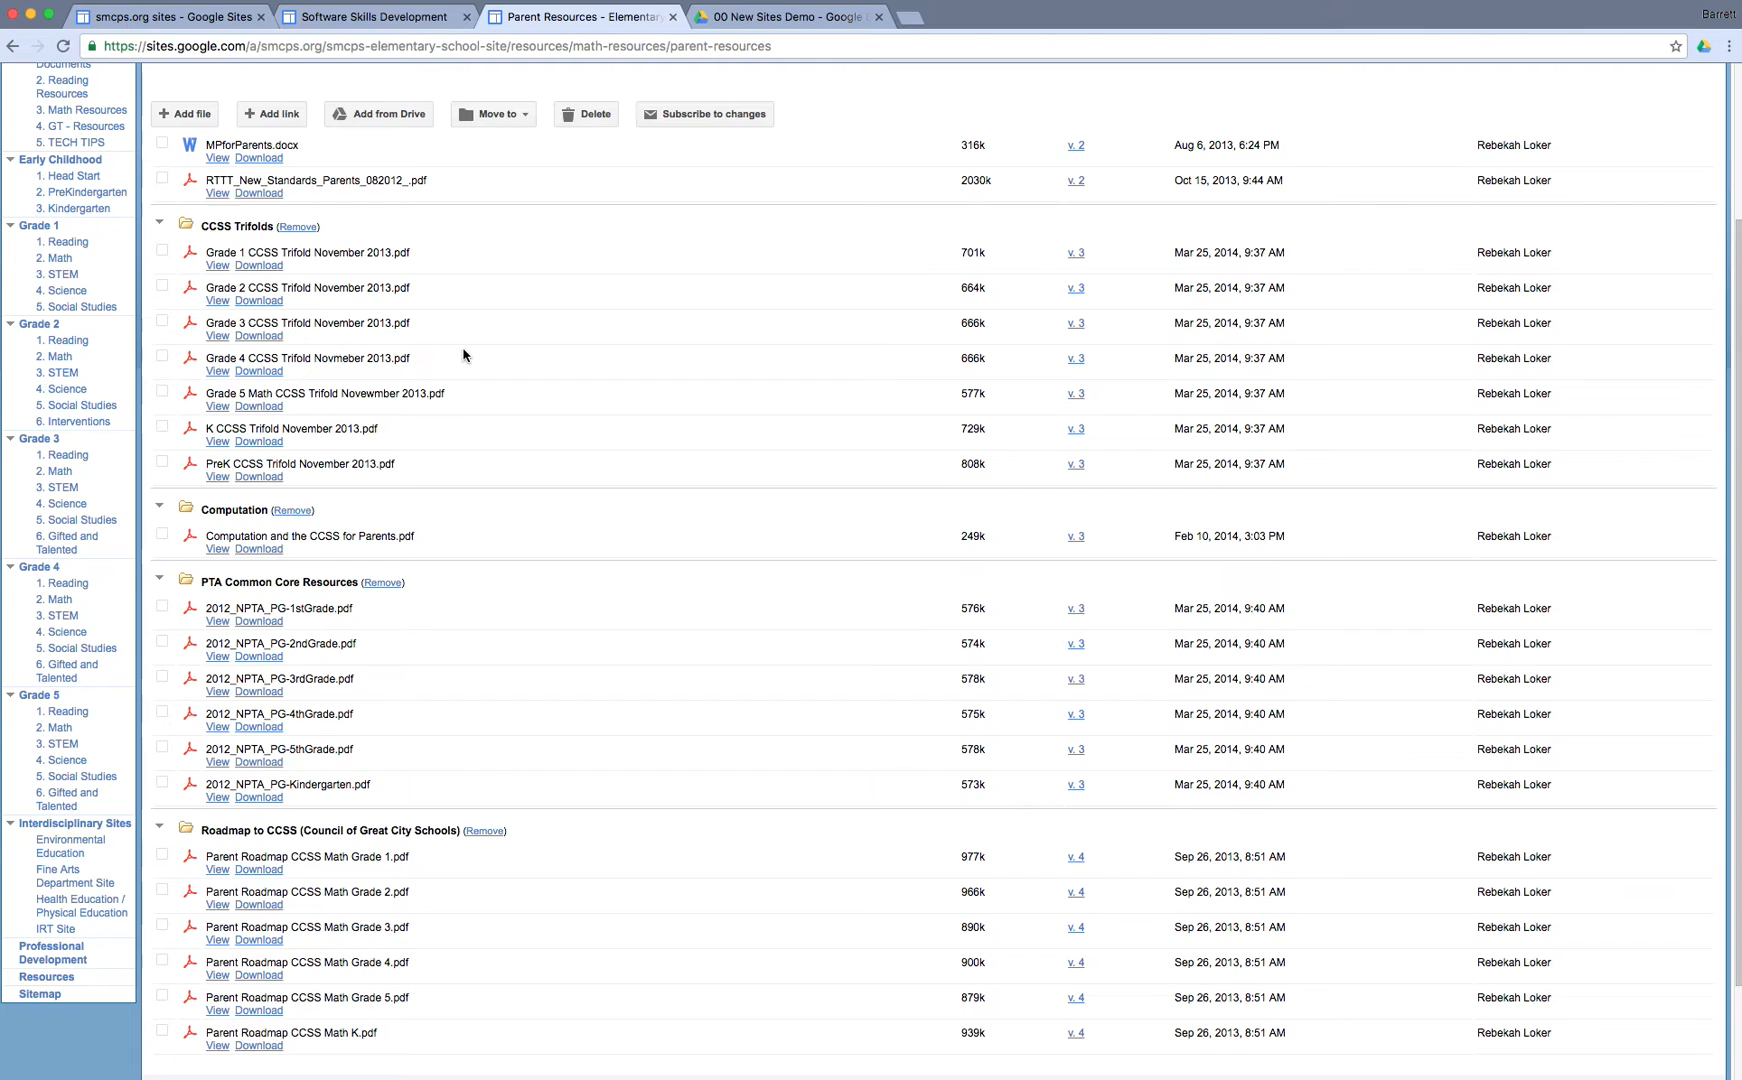 smcps.org sites - Google Sites
Software Skills Development
Parent Resources - Elementary
00 New Sites Demo - Google
Barrett
https://sites.google.com/a/smcps.org/smcps-elementary-school-site/resources/math-resources/parent-resources
Documents
2. Reading
Resources
3. Math Resources
4. GT - Resources
5. TECH TIPS
Early Childhood
1. Head Start
2. PreKindergarten
3. Kindergarten
Grade 1
1. Reading
2. Math
3. STEM
4. Science
5. Social Studies
Grade 2
1. Reading
2. Math
3. STEM
4. Science
5. Social Studies
6. Interventions
Grade 3
1. Reading
2. Math
3. STEM
4. Science
5. Social Studies
6. Gifted and
Talented
Grade 4
1. Reading
2. Math
3. STEM
4. Science
5. Social Studies
6. Gifted and
Talented
Grade 5
1. Reading
2. Math
3. STEM
4. Science
5. Social Studies
6. Gifted and
Talented
Interdisciplinary Sites
Environmental
Education
Fine Arts
Department Site
Health Education /
Physical Education
IRT Site
Professional
Development
Resources
Sitemap
+ Add file + Add link Add from Drive Move to Delete Subscribe to changes
MPforParents.docx 316k v. 2 Aug 6, 2013, 6:24 PM Rebekah Loker
View Download
RTTT_New_Standards_Parents_082012_.pdf 2030k v. 2 Oct 15, 2013, 9:44 AM Rebekah Loker
View Download
CCSS Trifolds (Remove)
Grade 1 CCSS Trifold November 2013.pdf 701k v. 3 Mar 25, 2014, 9:37 AM Rebekah Loker
View Download
Grade 2 CCSS Trifold November 2013.pdf 664k v. 3 Mar 25, 2014, 9:37 AM Rebekah Loker
View Download
Grade 3 CCSS Trifold November 2013.pdf 666k v. 3 Mar 25, 2014, 9:37 AM Rebekah Loker
View Download
Grade 4 CCSS Trifold Novmeber 2013.pdf 666k v. 3 Mar 25, 2014, 9:37 AM Rebekah Loker
View Download
Grade 5 Math CCSS Trifold Novewmber 2013.pdf 577k v. 3 Mar 25, 2014, 9:37 AM Rebekah Loker
View Download
K CCSS Trifold November 2013.pdf 729k v. 3 Mar 25, 2014, 9:37 AM Rebekah Loker
View Download
PreK CCSS Trifold November 2013.pdf 808k v. 3 Mar 25, 2014, 9:37 AM Rebekah Loker
View Download
Computation (Remove)
Computation and the CCSS for Parents.pdf 249k v. 3 Feb 10, 2014, 3:03 PM Rebekah Loker
View Download
PTA Common Core Resources (Remove)
2012_NPTA_PG-1stGrade.pdf 576k v. 3 Mar 25, 2014, 9:40 AM Rebekah Loker
View Download
2012_NPTA_PG-2ndGrade.pdf 574k v. 3 Mar 25, 2014, 9:40 AM Rebekah Loker
View Download
2012_NPTA_PG-3rdGrade.pdf 578k v. 3 Mar 25, 2014, 9:40 AM Rebekah Loker
View Download
2012_NPTA_PG-4thGrade.pdf 575k v. 3 Mar 25, 2014, 9:40 AM Rebekah Loker
View Download
2012_NPTA_PG-5thGrade.pdf 578k v. 3 Mar 25, 2014, 9:40 AM Rebekah Loker
View Download
2012_NPTA_PG-Kindergarten.pdf 573k v. 3 Mar 25, 2014, 9:40 AM Rebekah Loker
View Download
Roadmap to CCSS (Council of Great City Schools) (Remove)
Parent Roadmap CCSS Math Grade 1.pdf 977k v. 4 Sep 26, 2013, 8:51 AM Rebekah Loker
View Download
Parent Roadmap CCSS Math Grade 2.pdf 966k v. 4 Sep 26, 2013, 8:51 AM Rebekah Loker
View Download
Parent Roadmap CCSS Math Grade 3.pdf 890k v. 4 Sep 26, 2013, 8:51 AM Rebekah Loker
View Download
Parent Roadmap CCSS Math Grade 4.pdf 900k v. 4 Sep 26, 2013, 8:51 AM Rebekah Loker
View Download
Parent Roadmap CCSS Math Grade 5.pdf 879k v. 4 Sep 26, 2013, 8:51 AM Rebekah Loker
View Download
Parent Roadmap CCSS Math K.pdf 939k v. 4 Sep 26, 2013, 8:51 AM Rebekah Loker
View Download